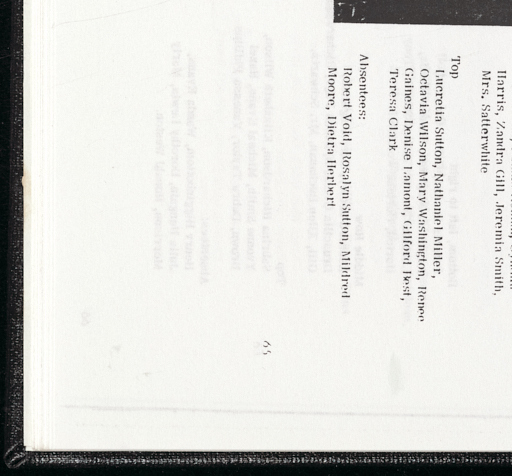 Harris, Zandra Gill, Jeremia Smith,
Mrs. Satterwhite
Top
Lucretia Sutton, Nathaniel Miller,
Octavia Wilson, Mary Washington, Renee
Gaines, Denise Lamont, Gilford Best,
Teresa Clark
Absentees:
Robert Void, Rosalyn Sutton, Mildred
Moore, Dietra Herbert